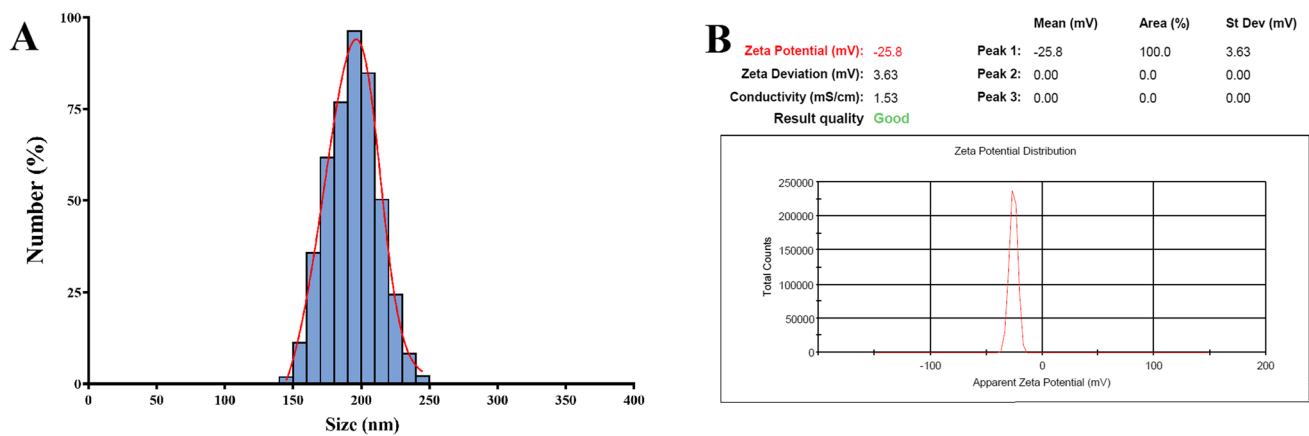 A
Number (%)
100
75
50
25
0
0 50 100 150 200 250 300 350 400
Size (nm)
B
Mean (mV) Area (%) St Dev (mV)
Zeta Potential (mV): -25.8 Peak 1: -25.8 100.0 3.63
Zeta Deviation (mV): 3.63 Peak 2: 0.00 0.0 0.00
Conductivity (mS/cm): 1.53 Peak 3: 0.00 0.0 0.00
Result quality Good
Zeta Potential Distribution
Total Counts
250000
200000
150000
100000
50000
0
-100 0 100 200
Apparent Zeta Potential (mV)